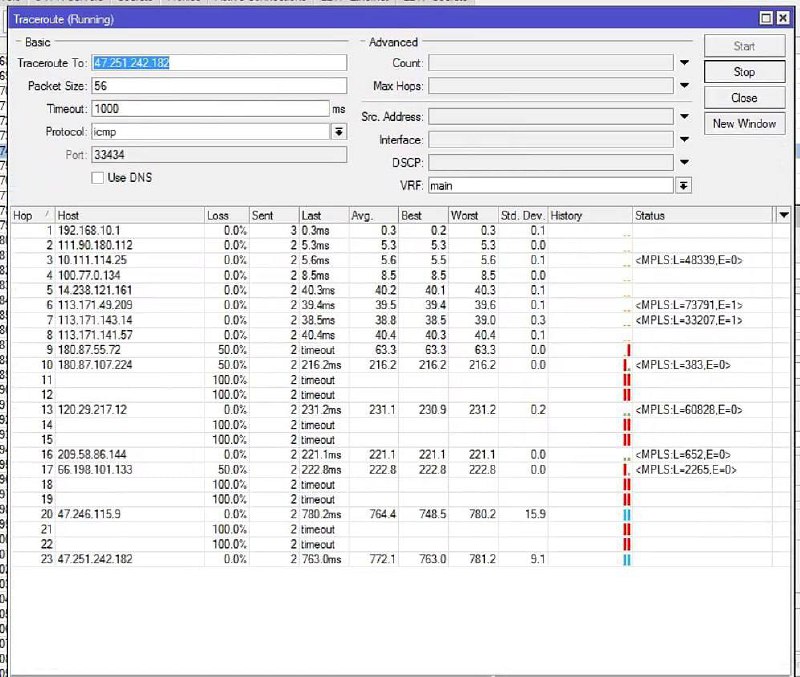 Traceroute (Running)
Basic
Traceroute To: 47.251.242.182
Packet Size: 56
Timeout: 1000 ms
Protocol: icmp
Port: 33434
Use DNS
Advanced
Count:
Max Hops:
Src. Address:
Interface:
DSCP:
VRF: main
Start
Stop
Close
New Window
Hop / Host Loss Sent Last Avg. Best Worst Std. Dev. History Status
1 192.168.10.1 0.0% 3 0.3ms 0.3 0.2 0.3 0.1
2 111.90.180.112 0.0% 2 5.3ms 5.3 5.3 5.3 0.0
3 10.111.114.25 0.0% 2 5.6ms 5.6 5.5 5.6 0.1 <MPLS:L=48339,E=0>
4 100.77.0.134 0.0% 2 8.5ms 8.5 8.5 8.5 0.0
5 14.238.121.161 0.0% 2 40.3ms 40.2 40.1 40.3 0.1
6 113.171.49.209 0.0% 2 39.4ms 39.5 39.4 39.6 0.1 <MPLS:L=73791,E=1>
7 113.171.143.14 0.0% 2 38.5ms 38.8 38.5 39.0 0.3 <MPLS:L=33207,E=1>
8 113.171.141.57 0.0% 2 40.4ms 40.4 40.3 40.4 0.1
9 180.87.55.72 50.0% 2 timeout 63.3 63.3 63.3 0.0
10 180.87.107.224 50.0% 2 216.2ms 216.2 216.2 216.2 0.0 <MPLS:L=383,E=0>
11 100.0% 2 timeout
12 100.0% 2 timeout
13 120.29.217.12 0.0% 2 231.2ms 231.1 230.9 231.2 0.2 <MPLS:L=60828,E=0>
14 100.0% 2 timeout
15 100.0% 2 timeout
16 209.58.86.144 0.0% 2 221.1ms 221.1 221.1 221.1 0.0 <MPLS:L=652,E=0>
17 66.198.101.133 50.0% 2 222.8ms 222.8 222.8 222.8 0.0 <MPLS:L=2265,E=0>
18 100.0% 2 timeout
19 100.0% 2 timeout
20 47.246.115.9 0.0% 2 780.2ms 764.4 748.5 780.2 15.9
21 100.0% 2 timeout
22 100.0% 2 timeout
23 47.251.242.182 0.0% 2 763.0ms 772.1 763.0 781.2 9.1